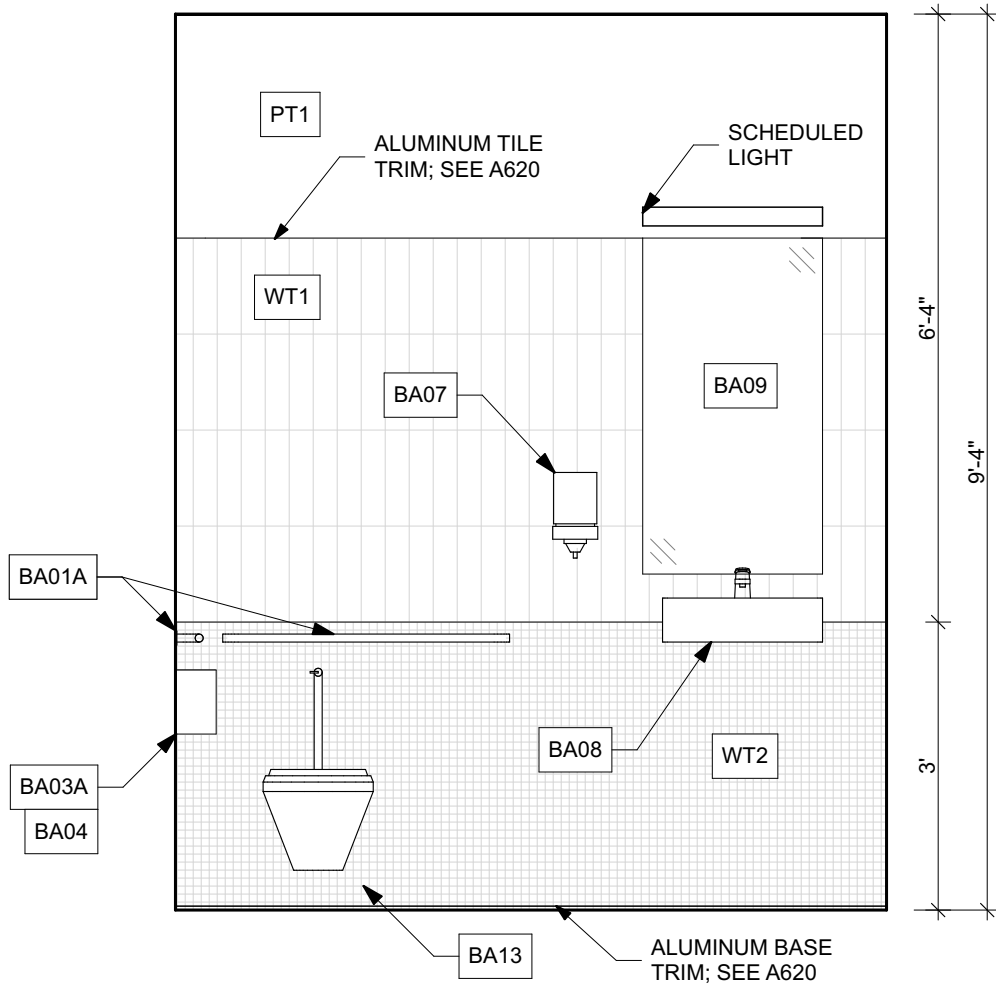 PT1
ALUMINUM TILE
TRIM; SEE A620
SCHEDULED
LIGHT
WT1
6'-4"
BA07
BA09
9'-4"
BA01A
BA08
WT2
3'
BA03A
BA04
BA13
ALUMINUM BASE
TRIM; SEE A620